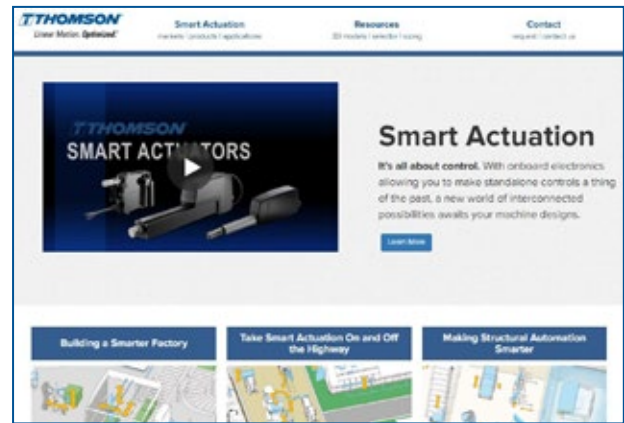 THOMSON
Linear Motion. Optimized.
Smart Actuation
markets | products | applications
Resources
3D models | selector | sizing
Contact
request | contact us
THOMSON
SMART ACTUATORS
Smart Actuation
It's all about control. With onboard electronics
allowing you to make standalone controls a thing
of the past, a new world of interconnected
possibilities awaits your machine designs.
Learn More
Building a Smarter Factory
Take Smart Actuation On and Off
the Highway
Making Structural Automation
Smarter